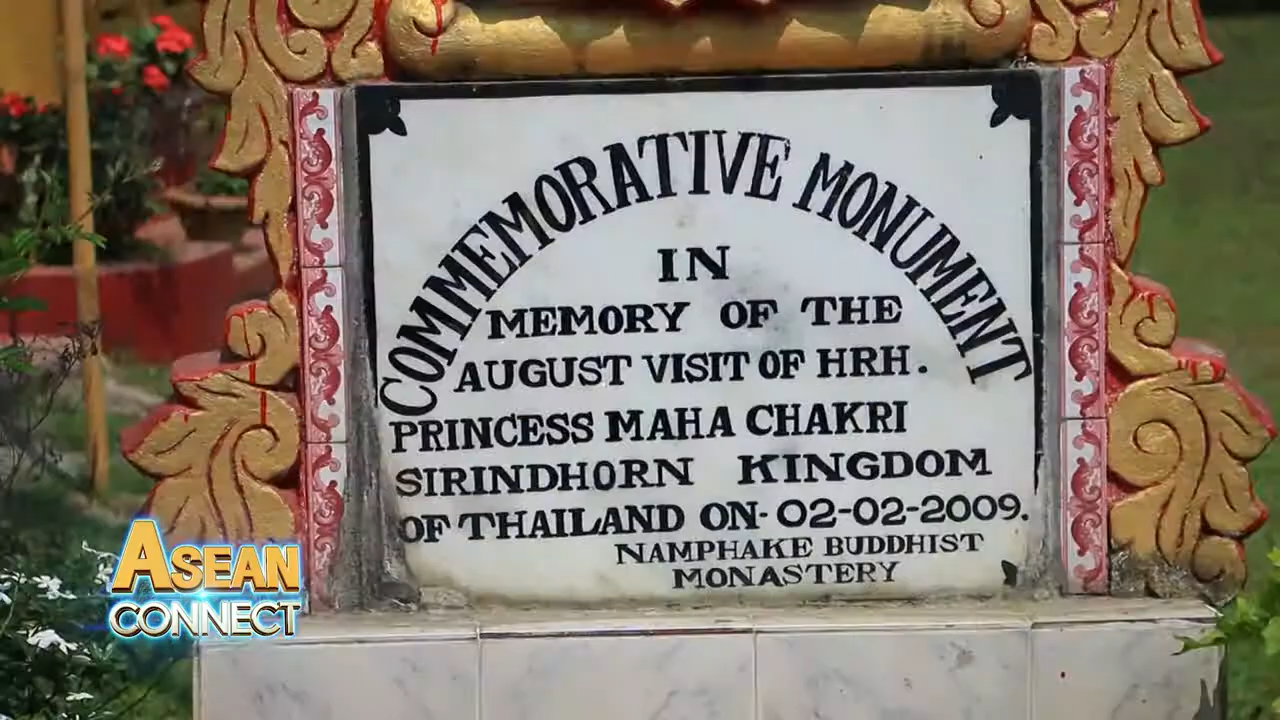 COMMEMORATIVE MONUMENT
IN
MEMORY OF THE
AUGUST VISIT OF HRH.
PRINCESS MAHA CHAKRI
SIRINDHORN KINGDOM
OF THAILAND ON- 02-02-2009.
NAMPHAKE BUDDHIST
MONASTERY
ASEAN
CONNECT